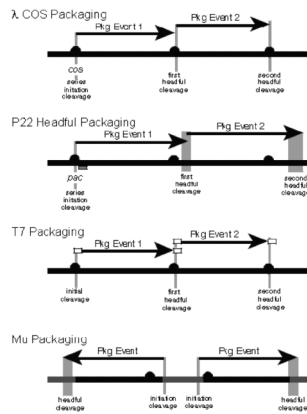 λ COS Packaging
Pkg Event 1
Pkg Event 2
cos
series
initiation
cleavage
first
headful
cleavage
second
headful
cleavage
P22 Headful Packaging
Pkg Event 1
Pkg Event 2
pac
series
initiation
cleavage
first
headful
cleavage
second
headful
cleavage
T7 Packaging
Pkg Event 1
Pkg Event 2
initial
cleavage
first
headful
cleavage
second
headful
cleavage
Mu Packaging
Pkg Event
Pkg Event
headful
cleavage
initiation
cleavage
initiation
cleavage
headful
cleavage